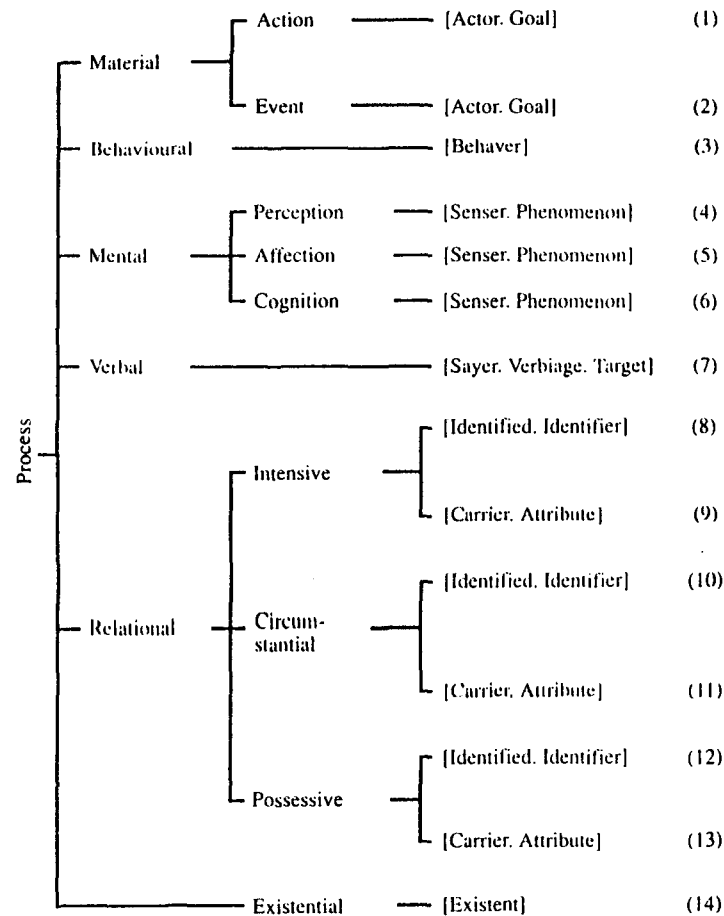 Action [Actor. Goal] (1)
Material
Event [Actor. Goal] (2)
Behavioural [Behaver] (3)
Perception [Senser. Phenomenon] (4)
Mental Affection [Senser. Phenomenon] (5)
Cognition [Senser. Phenomenon] (6)
Verbal [Sayer. Verbiage. Target] (7)
[Identified. Identifier] (8)
Process
Intensive
[Carrier. Attribute] (9)
[Identified. Identifier] (10)
Relational Circum-
stantial
[Carrier, Attribute] (11)
[Identified. Identifier] (12)
Possessive
[Carrier. Attribute] (13)
Existential [Existent] (14)